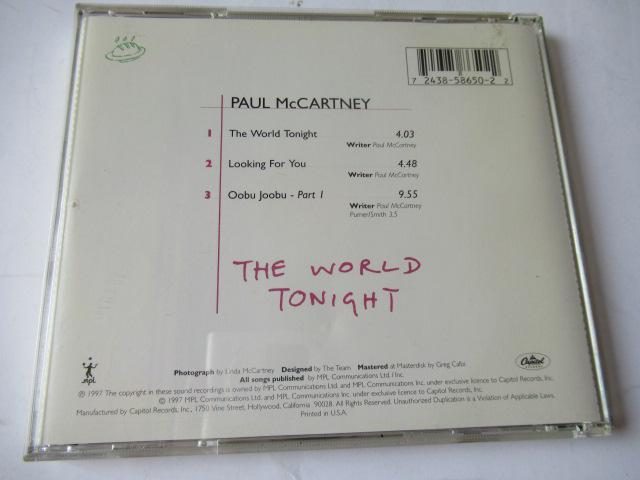 7 2438-58650-2 2
PAUL McCARTNEY
1 The World Tonight 4.03
Writer Paul McCartney
2 Looking For You 4.48
Writer Paul McCartney
3 Oobu Joobu - Part 1 9.55
Writer Paul McCartney
Purner/Smith 3.5
THE WORLD
TONIGHT
Photograph by Linda McCartney Designed by The Team Mastered at Masterdisk by Greg Calbi
All songs published by MPL Communications Ltd / Inc.
℗ 1997 The copyright in these sound recordings is owned by MPL Communications Ltd. and MPL Communications Inc. under exclusive licence to Capitol Records, Inc.
© 1997 MPL Communications Ltd. and MPL Communications Inc. under exclusive licence to Capitol Records, Inc.
Manufactured by Capitol Records, Inc., 1750 Vine Street, Hollywood, California 90028. All Rights Reserved. Unauthorized Duplication is a Violation of Applicable Laws.
Printed in U.S.A.
MPL
Capitol